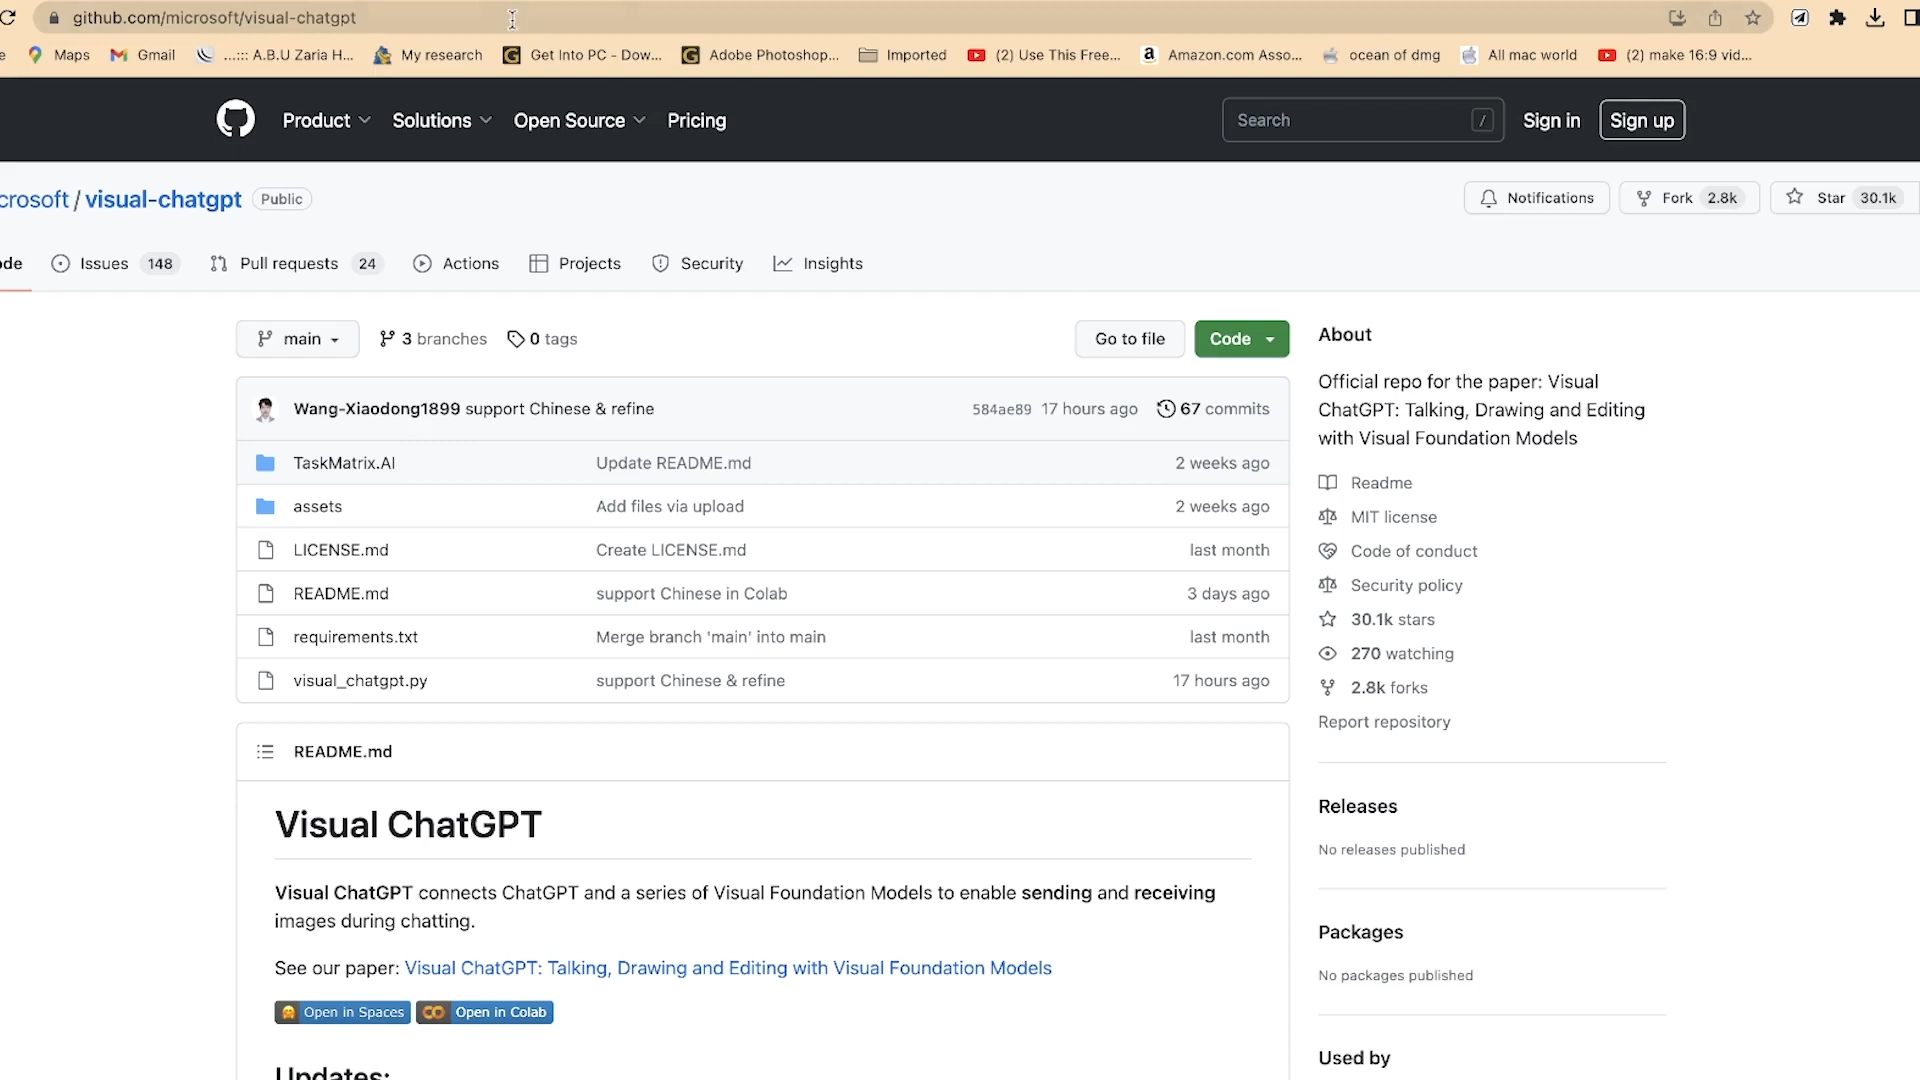 github.com/microsoft/visual-chatgpt
e Maps Gmail ...::: A.B.U Zaria H... My research Get Into PC - Dow... Adobe Photoshop... Imported (2) Use This Free... Amazon.com Asso... ocean of dmg All mac world (2) make 16:9 vid...
Product Solutions Open Source Pricing Search / Sign in Sign up
crosoft / visual-chatgpt Public Notifications Fork 2.8k Star 30.1k
ode Issues 148 Pull requests 24 Actions Projects Security Insights
main 3 branches 0 tags Go to file Code
Wang-Xiaodong1899 support Chinese & refine 584ae89 17 hours ago 67 commits
TaskMatrix.AI Update README.md 2 weeks ago
assets Add files via upload 2 weeks ago
LICENSE.md Create LICENSE.md last month
README.md support Chinese in Colab 3 days ago
requirements.txt Merge branch 'main' into main last month
visual_chatgpt.py support Chinese & refine 17 hours ago
README.md
Visual ChatGPT
Visual ChatGPT connects ChatGPT and a series of Visual Foundation Models to enable sending and receiving
images during chatting.
See our paper: Visual ChatGPT: Talking, Drawing and Editing with Visual Foundation Models
Open in Spaces Open in Colab
Updates:
About
Official repo for the paper: Visual
ChatGPT: Talking, Drawing and Editing
with Visual Foundation Models
Readme
MIT license
Code of conduct
Security policy
30.1k stars
270 watching
2.8k forks
Report repository
Releases
No releases published
Packages
No packages published
Used by